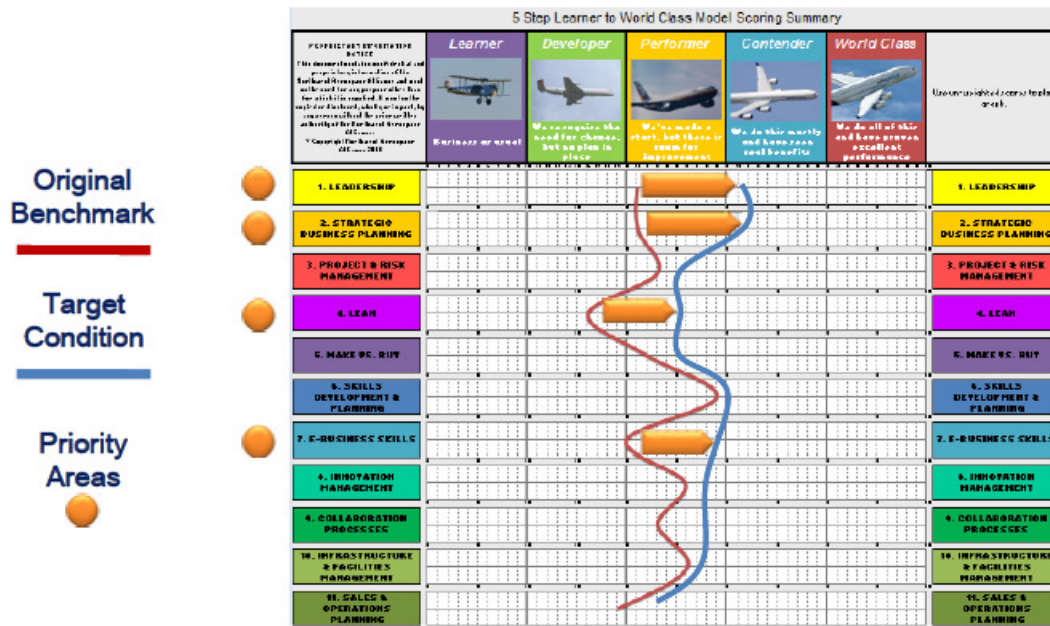 5 Step Learner to World Class Model Scoring Summary
Learner
Developer
Performer
Contender
World Class
Business as usual
We recognise the
need for change,
but no plan in
place
We've made a
start, but there is
room for
improvement
We do this mostly
and have seen
real benefits
We do all of this
and have proven
excellent
performance
Original
Benchmark
Target
Condition
Priority
Areas
1. LEADERSHIP
2. STRATEGIC
BUSINESS PLANNING
3. PROJECT & RISK
MANAGEMENT
4. LEAN
5. MAKE VS. BUY
6. SKILLS
DEVELOPMENT &
PLANNING
7. E-BUSINESS SKILLS
INNOVATION
MANAGEMENT
COLLABORATION
PROCESSES
10. INFRASTRUCTURE
& FACILITIES
MANAGEMENT
11. SALES &
OPERATIONS
PLANNING
1. LEADERSHIP
2. STRATEGIC
BUSINESS PLANNING
3. PROJECT & RISK
MANAGEMENT
4. LEAN
5. MAKE VS. BUY
6. SKILLS
DEVELOPMENT &
PLANNING
7. E-BUSINESS SKILLS
INNOVATION
MANAGEMENT
COLLABORATION
PROCESSES
10. INFRASTRUCTURE
& FACILITIES
MANAGEMENT
11. SALES &
OPERATIONS
PLANNING